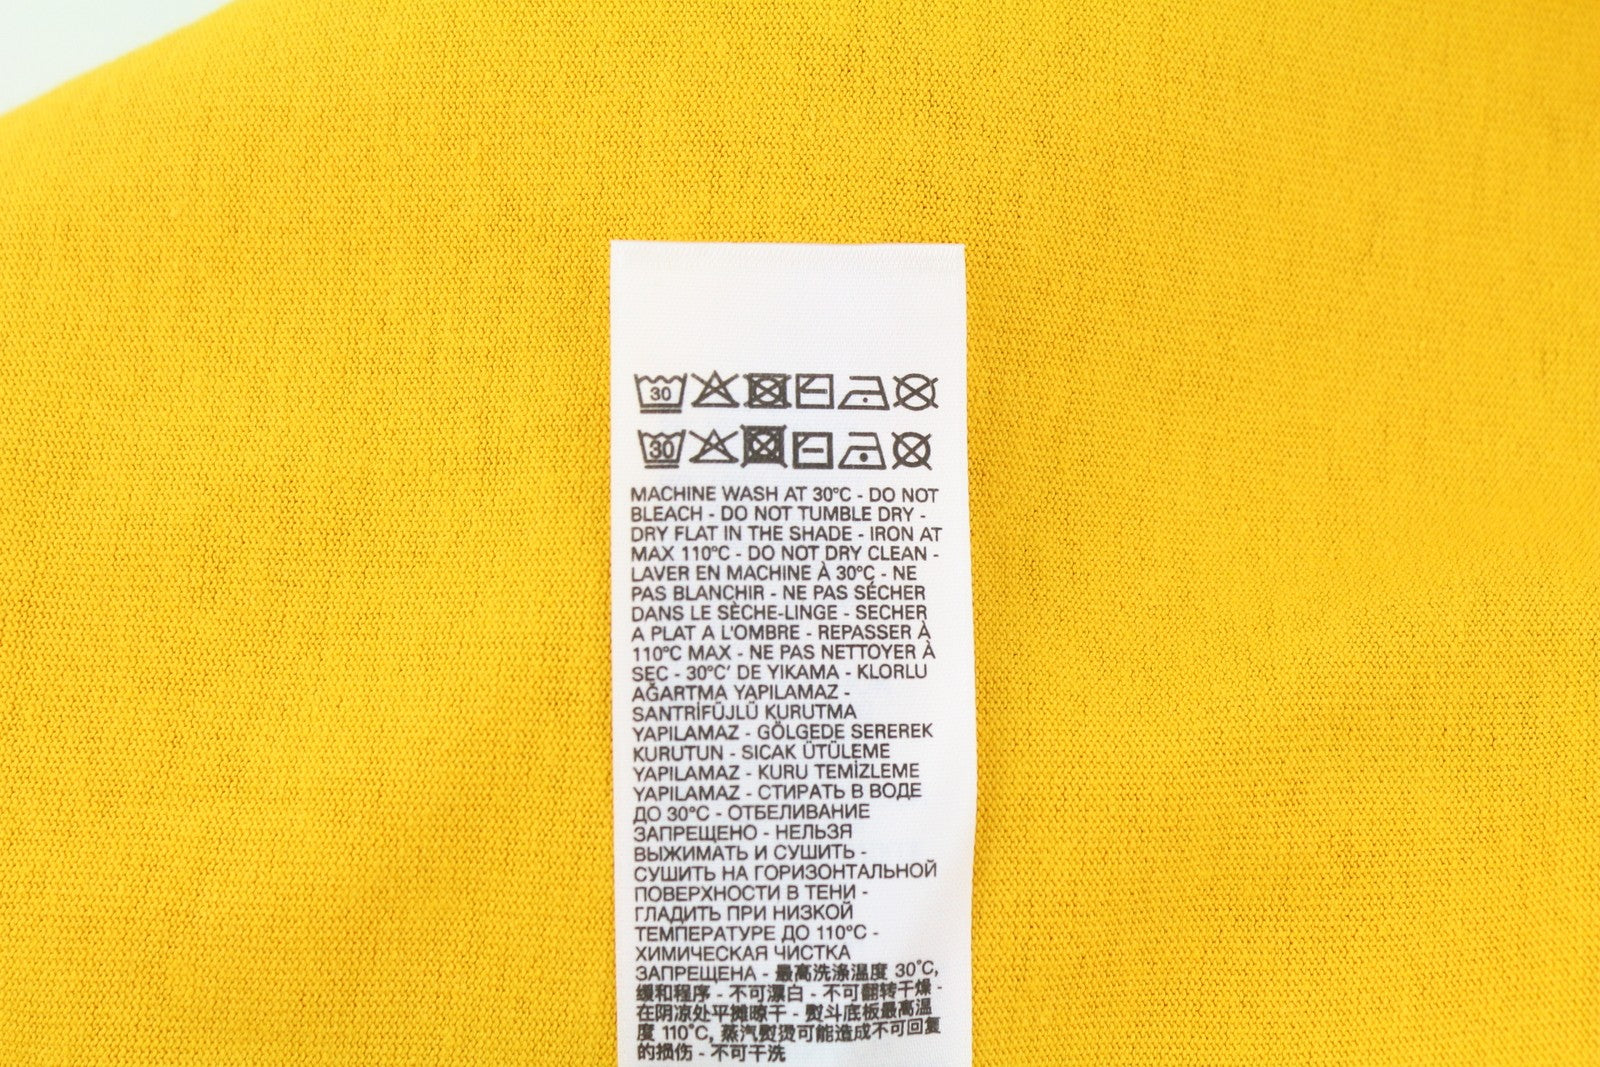 30
30
MACHINE WASH AT 30°C - DO NOT
BLEACH - DO NOT TUMBLE DRY -
DRY FLAT IN THE SHADE - IRON AT
MAX 110°C - DO NOT DRY CLEAN -
LAVER EN MACHINE À 30°C - NE
PAS BLANCHIR - NE PAS SÉCHER
DANS LE SÈCHE-LINGE - SECHER
A PLAT A L'OMBRE - REPASSER À
110°C MAX - NE PAS NETTOYER À
SEC - 30°C' DE YIKAMA - KLORLU
AĞARTMA YAPILAMAZ -
SANTRİFÜJLÜ KURUTMA
YAPILAMAZ - GÖLGEDE SEREREK
KURUTUN - SICAK ÜTÜLEME
YAPILAMAZ - KURU TEMİZLEME
YAPILAMAZ - СТИРАТЬ В ВОДЕ
ДО 30°C - ОТБЕЛИВАНИЕ
ЗАПРЕЩЕНО - НЕЛЬЗЯ
ВЫЖИМАТЬ И СУШИТЬ -
СУШИТЬ НА ГОРИЗОНТАЛЬНОЙ
ПОВЕРХНОСТИ В ТЕНИ -
ГЛАДИТЬ ПРИ НИЗКОЙ
ТЕМПЕРАТУРЕ ДО 110°C -
ХИМИЧЕСКАЯ ЧИСТКА
ЗАПРЕЩЕНА - 最高洗涤温度 30°C,
缓和程序 - 不可漂白 - 不可翻转干燥 -
在阴凉处平摊晾干 - 熨斗底板最高温
度 110°C, 蒸汽熨烫可能造成不可回复
的损伤 - 不可干洗